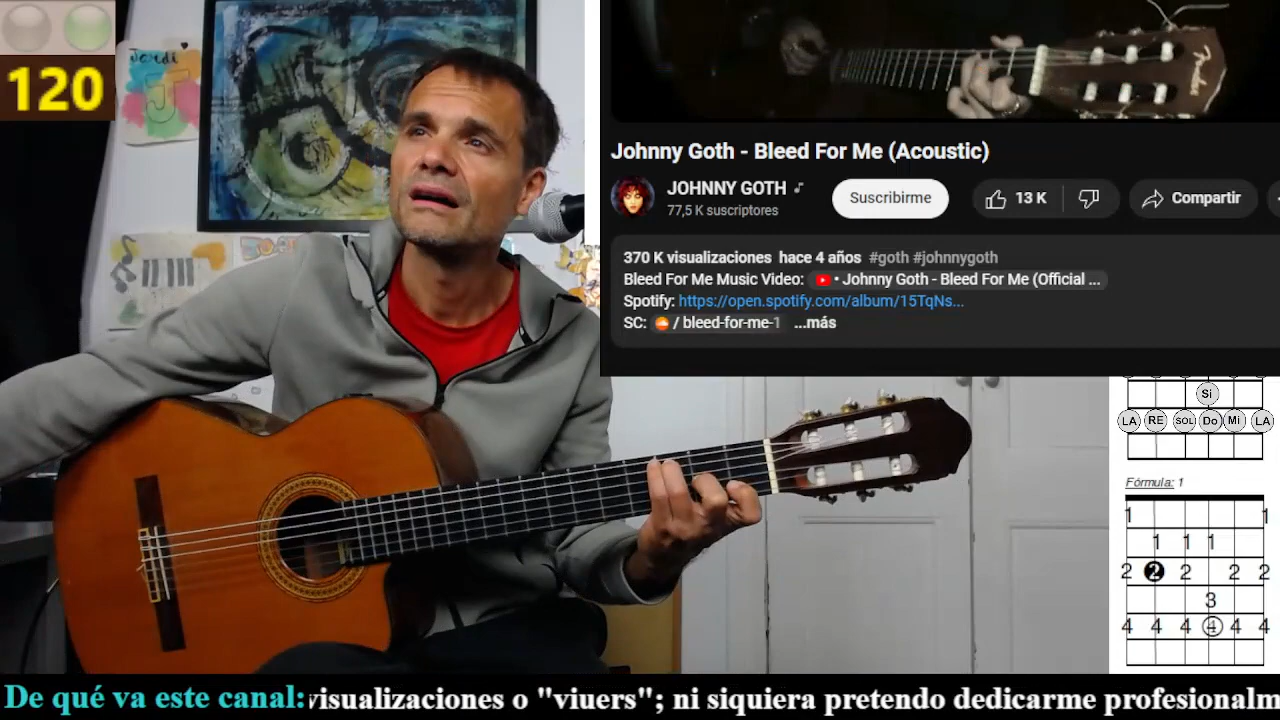 120
Jardi
J
Fender
Johnny Goth - Bleed For Me (Acoustic)
JOHNNY GOTH
77,5 K suscriptores
Suscribirme
13 K
Compartir
370 K visualizaciones hace 4 años #goth #johnnygoth
Bleed For Me Music Video: • Johnny Goth - Bleed For Me (Official ...
Spotify: https://open.spotify.com/album/15TqNs...
SC: / bleed-for-me-1 ...más
Si
LA RE SOL Do Mi LA
Fórmula: 1
1 1
1 1 1
2 2 2 2 2
3
4 4 4 4 4 4
De qué va este canal: visualizaciones o "viuers"; ni siquiera pretendo dedicarme profesionalm